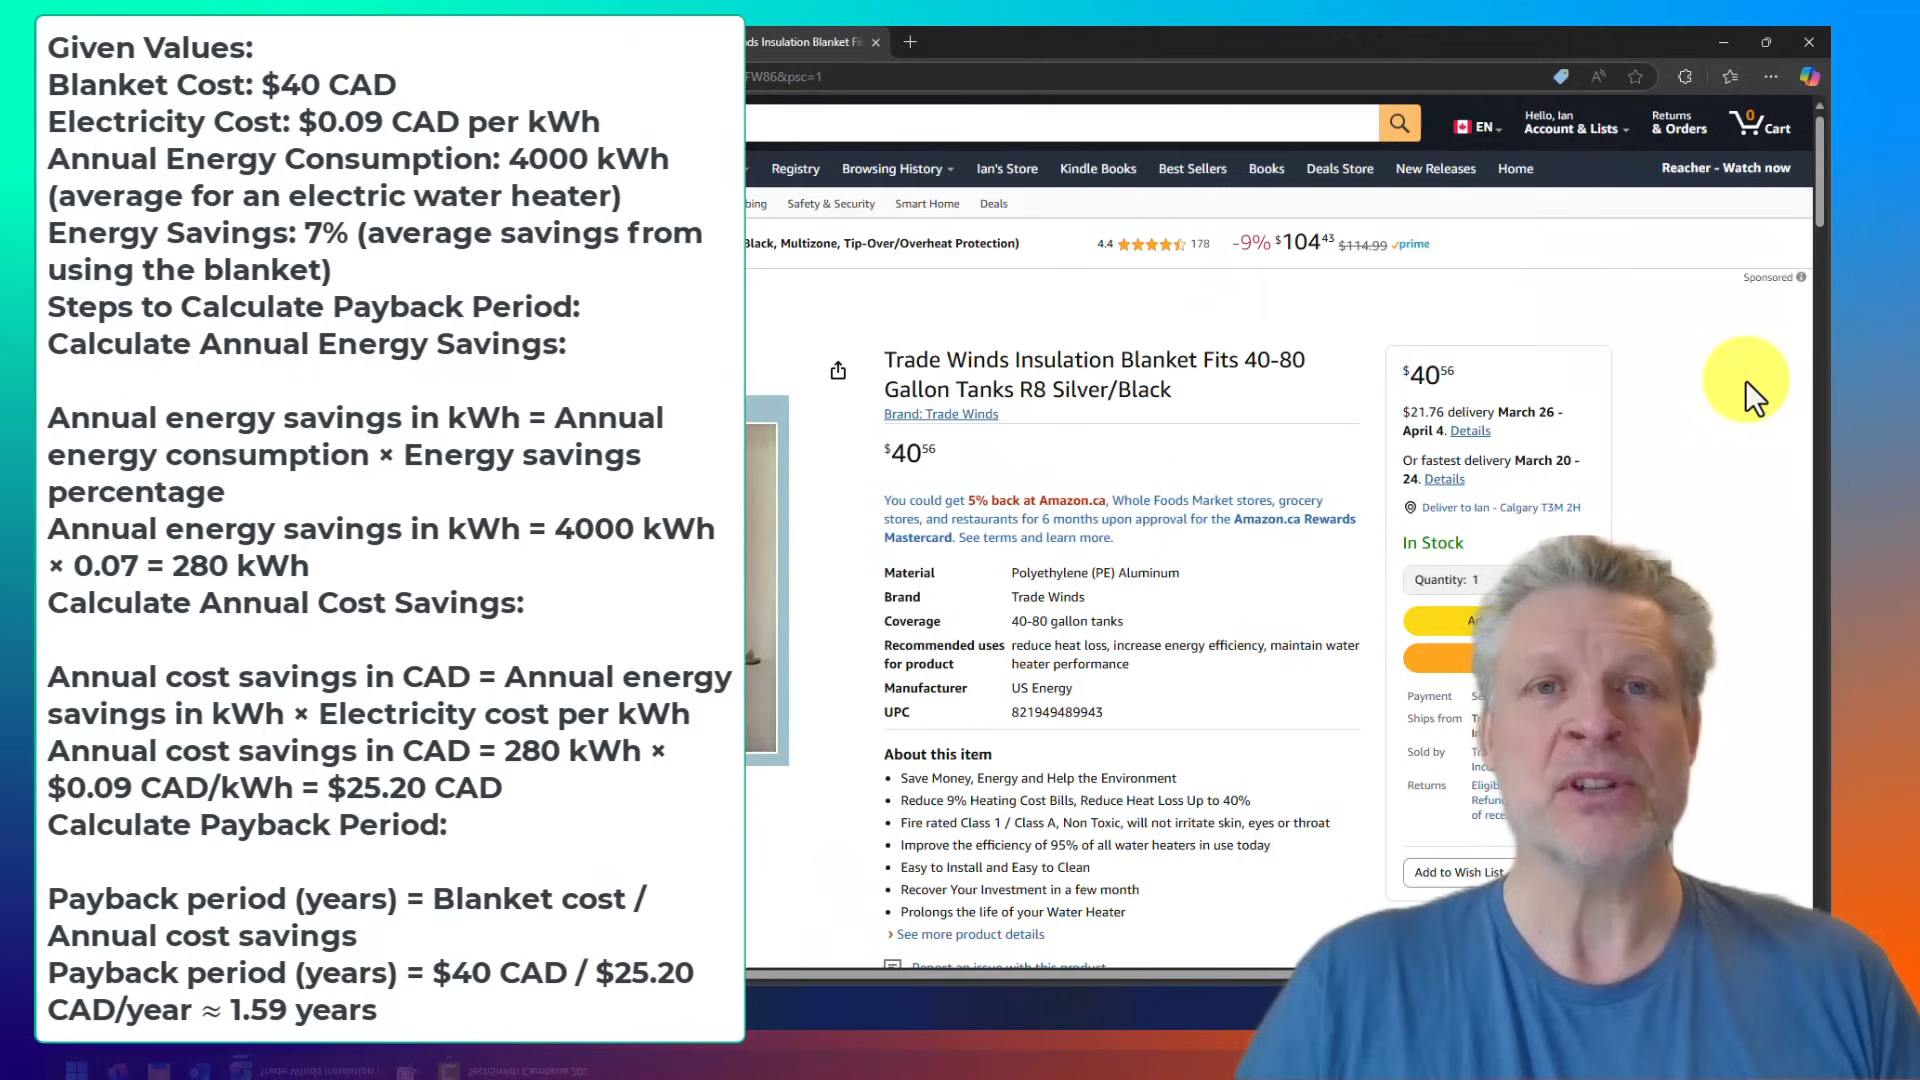 Given Values:
Blanket Cost: $40 CAD
Electricity Cost: $0.09 CAD per kWh
Annual Energy Consumption: 4000 kWh
(average for an electric water heater)
Energy Savings: 7% (average savings from
using the blanket)
Steps to Calculate Payback Period:
Calculate Annual Energy Savings:
Annual energy savings in kWh = Annual
energy consumption × Energy savings
percentage
Annual energy savings in kWh = 4000 kWh
× 0.07 = 280 kWh
Calculate Annual Cost Savings:
Annual cost savings in CAD = Annual energy
savings in kWh × Electricity cost per kWh
Annual cost savings in CAD = 280 kWh ×
$0.09 CAD/kWh = $25.20 CAD
Calculate Payback Period:
Payback period (years) = Blanket cost /
Annual cost savings
Payback period (years) = $40 CAD / $25.20
CAD/year ≈ 1.59 years
Insulation Blanket
FW86&psc=1
EN
Hello, Ian
Account & Lists
Returns
& Orders
0
Cart
Registry Browsing History Ian's Store Kindle Books Best Sellers Books Deals Store New Releases Home
Reacher - Watch now
Safety & Security Smart Home Deals
Black, Multizone, Tip-Over/Overheat Protection) 4.4 178 -9% $104.43 $114.99 prime
Sponsored
Trade Winds Insulation Blanket Fits 40-80
Gallon Tanks R8 Silver/Black
Brand: Trade Winds
$40.56
You could get 5% back at Amazon.ca, Whole Foods Market stores, grocery
stores, and restaurants for 6 months upon approval for the Amazon.ca Rewards
Mastercard. See terms and learn more.
Material Polyethylene (PE) Aluminum
Brand Trade Winds
Coverage 40-80 gallon tanks
Recommended uses reduce heat loss, increase energy efficiency, maintain water
for product heater performance
Manufacturer US Energy
UPC 821949489943
About this item
• Save Money, Energy and Help the Environment
• Reduce 9% Heating Cost Bills, Reduce Heat Loss Up to 40%
• Fire rated Class 1 / Class A, Non Toxic, will not irritate skin, eyes or throat
• Improve the efficiency of 95% of all water heaters in use today
• Easy to Install and Easy to Clean
• Recover Your Investment in a few month
• Prolongs the life of your Water Heater
› See more product details
Report an issue with this product
$40.56
$21.76 delivery March 26 -
April 4. Details
Or fastest delivery March 20 -
24. Details
Deliver to Ian - Calgary T3M 2H
In Stock
Quantity: 1
Payment
Ships from
Sold by
Returns
Add to Wish List